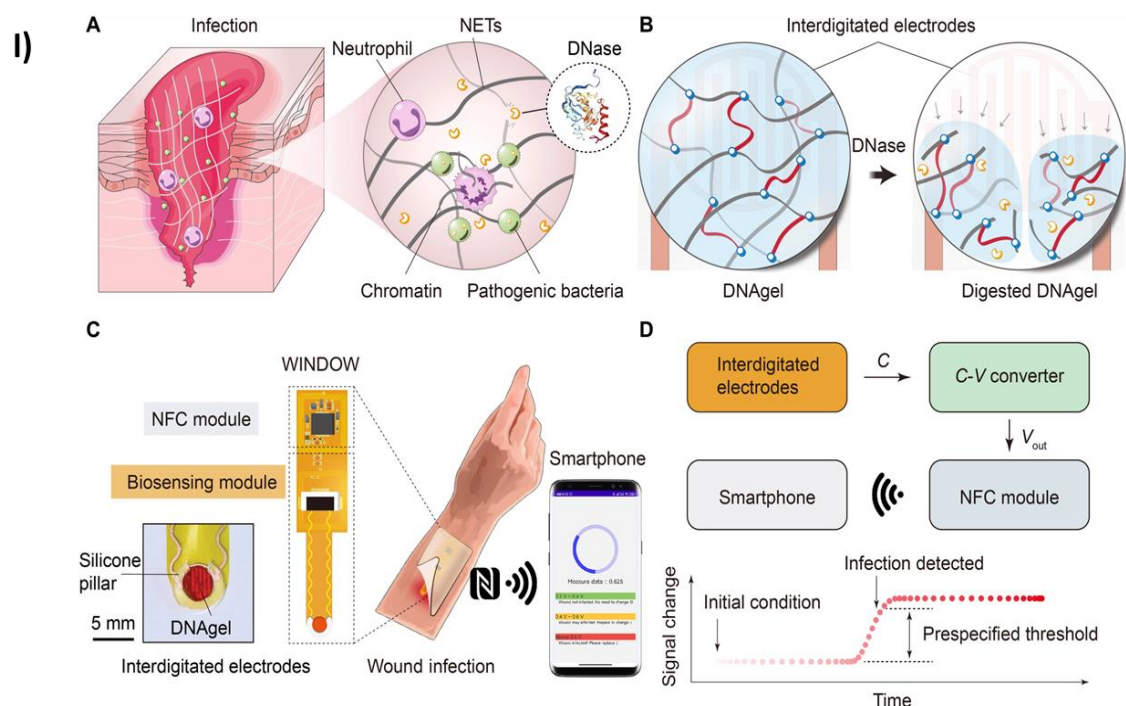 I)
A
Infection
NETs
Neutrophil
DNase
Chromatin
Pathogenic bacteria
B
Interdigitated electrodes
DNase
DNAgel
Digested DNAgel
C
WINDOW
NFC module
Biosensing module
Silicone
pillar
DNAgel
5 mm
Interdigitated electrodes
Wound infection
Smartphone
Measure data : 0.625
D
Interdigitated
electrodes
C
C-V converter
Vout
Smartphone
NFC module
Infection detected
Initial condition
Prespecified threshold
Signal change
Time